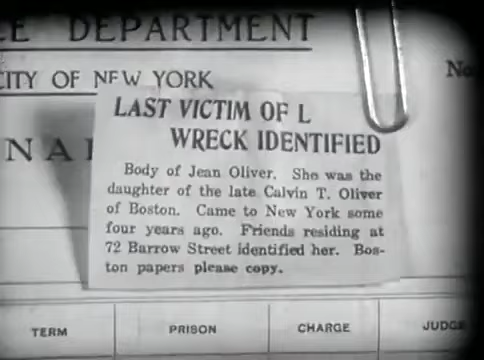 E DEPARTMENT
CITY OF NEW YORK
No
NAI
LAST VICTIM OF L
WRECK IDENTIFIED
Body of Jean Oliver. She was the
daughter of the late Calvin T. Oliver
of Boston. Came to New York some
four years ago. Friends residing at
72 Barrow Street identified her. Bos-
ton papers please copy.
TERM PRISON CHARGE JUDGE